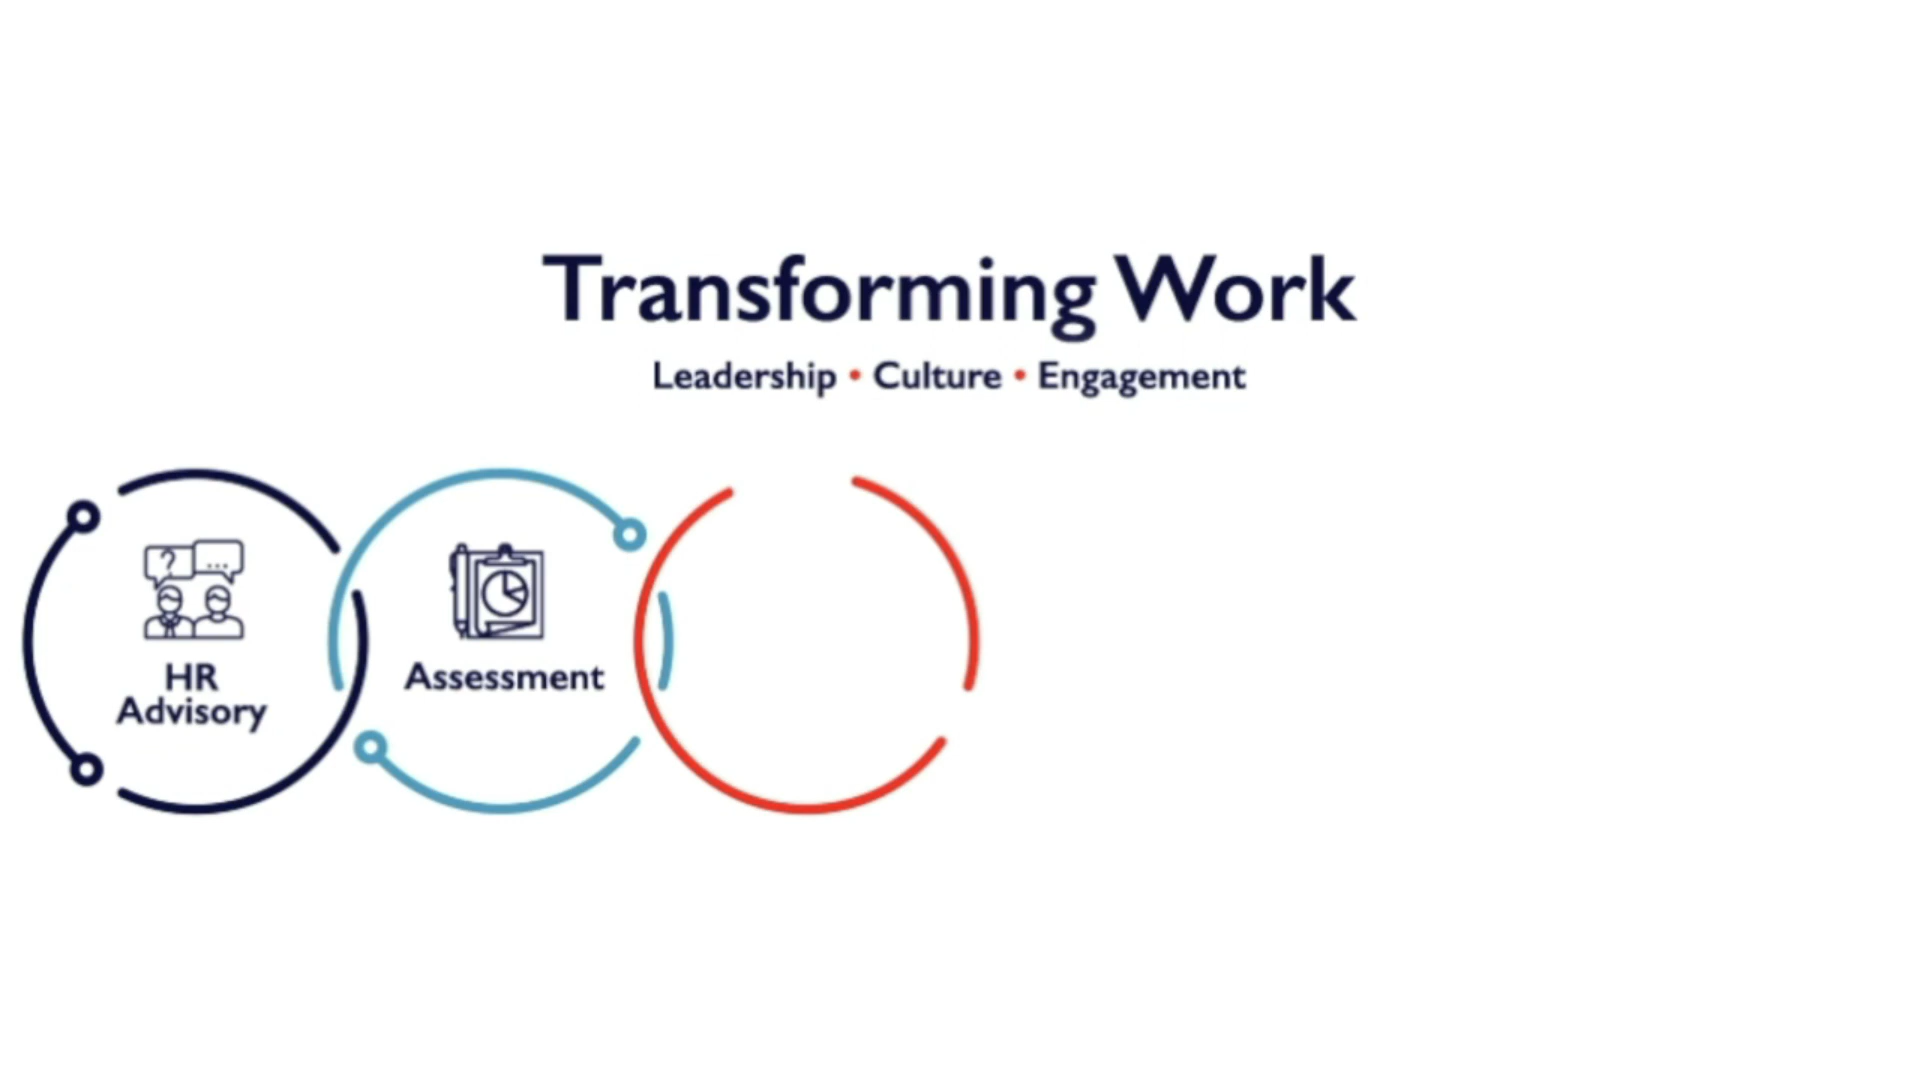 Transforming Work
Leadership • Culture • Engagement
? ...
HR
Advisory
Assessment